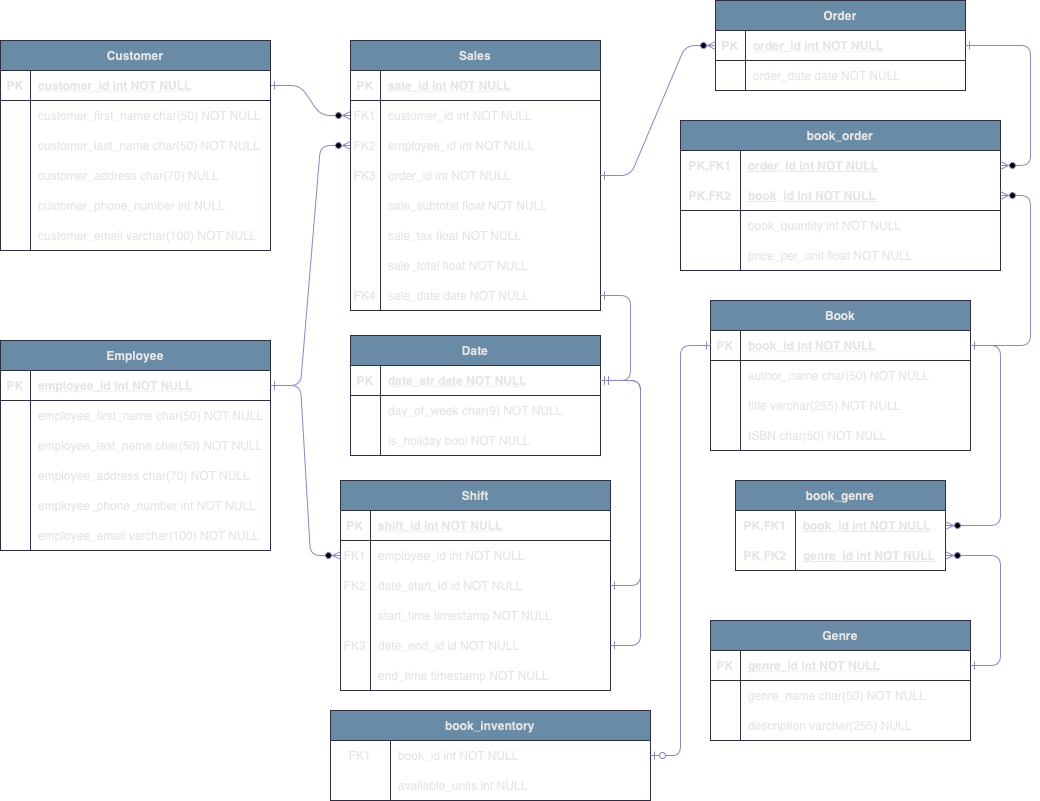 Customer
PK customer_id int NOT NULL
customer_first_name char(50) NOT NULL
customer_last_name char(50) NOT NULL
customer_address char(70) NULL
customer_phone_number int NULL
customer_email varchar(100) NOT NULL
Employee
PK employee_id int NOT NULL
employee_first_name char(50) NOT NULL
employee_last_name char(50) NOT NULL
employee_address char(70) NOT NULL
employee_phone_number int NOT NULL
employee_email varchar(100) NOT NULL
Sales
PK sale_id int NOT NULL
FK1 customer_id int NOT NULL
FK2 employee_id int NOT NULL
FK3 order_id int NOT NULL
sale_subtotal float NOT NULL
sale_tax float NOT NULL
sale_total float NOT NULL
FK4 sale_date date NOT NULL
Date
PK date_str date NOT NULL
day_of_week char(9) NOT NULL
is_holiday bool NOT NULL
Shift
PK shift_id int NOT NULL
FK1 employee_id int NOT NULL
FK2 date_start_id id NOT NULL
start_time timestamp NOT NULL
FK3 date_end_id id NOT NULL
end_time timestamp NOT NULL
book_inventory
FK1 book_id int NOT NULL
available_units int NULL
Order
PK order_id int NOT NULL
order_date date NOT NULL
book_order
PK,FK1 order_id int NOT NULL
PK,FK2 book_id int NOT NULL
book_quantity int NOT NULL
price_per_unit float NOT NULL
Book
PK book_id int NOT NULL
author_name char(50) NOT NULL
title varchar(255) NOT NULL
ISBN char(50) NOT NULL
book_genre
PK,FK1 book_id int NOT NULL
PK,FK2 genre_id int NOT NULL
Genre
PK genre_id int NOT NULL
genre_name char(50) NOT NULL
description varchar(255) NULL